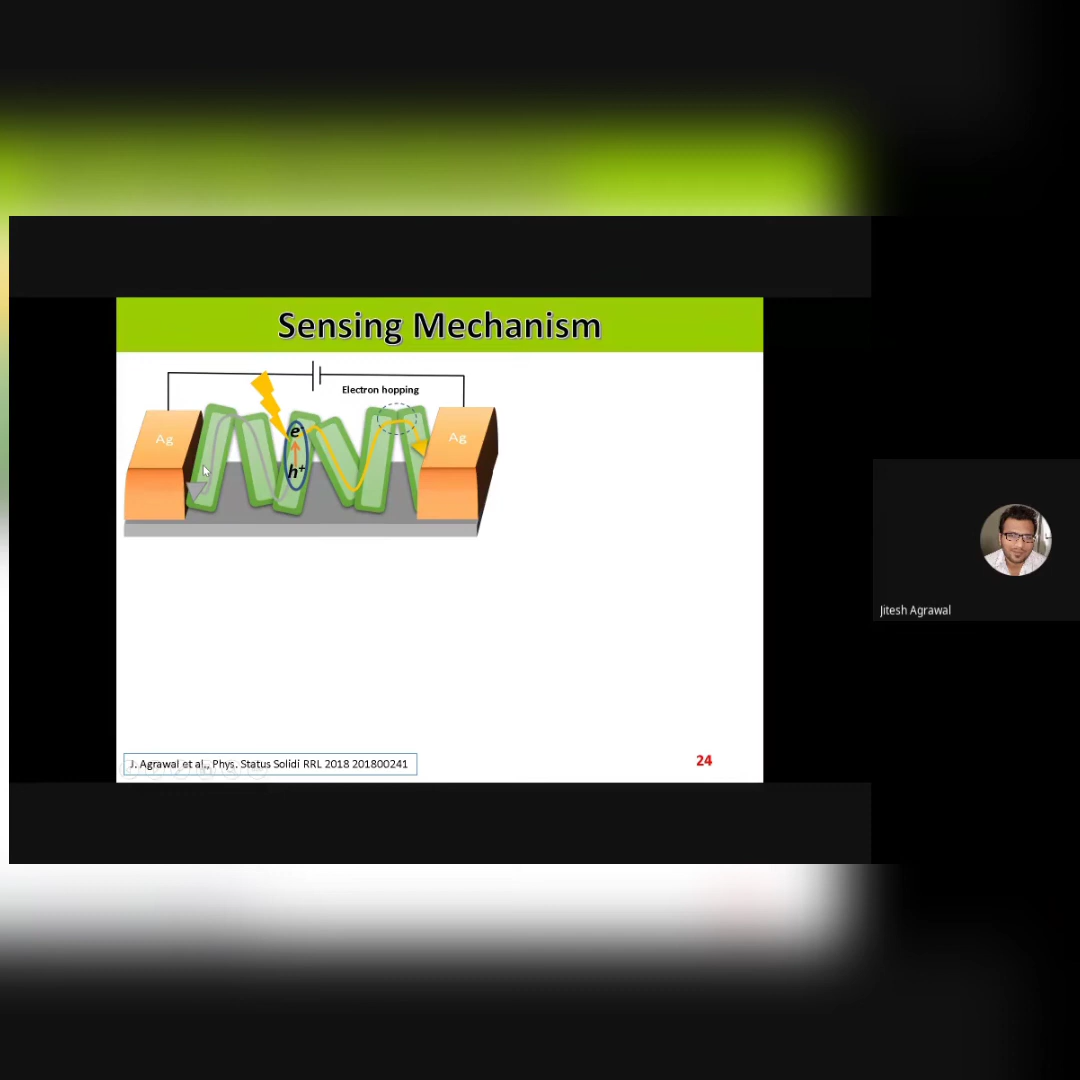 Sensing Mechanism
Electron hopping
Ag
Ag
e-
h+
J. Agrawal et al., Phys. Status Solidi RRL 2018 201800241
24
Jitesh Agrawal